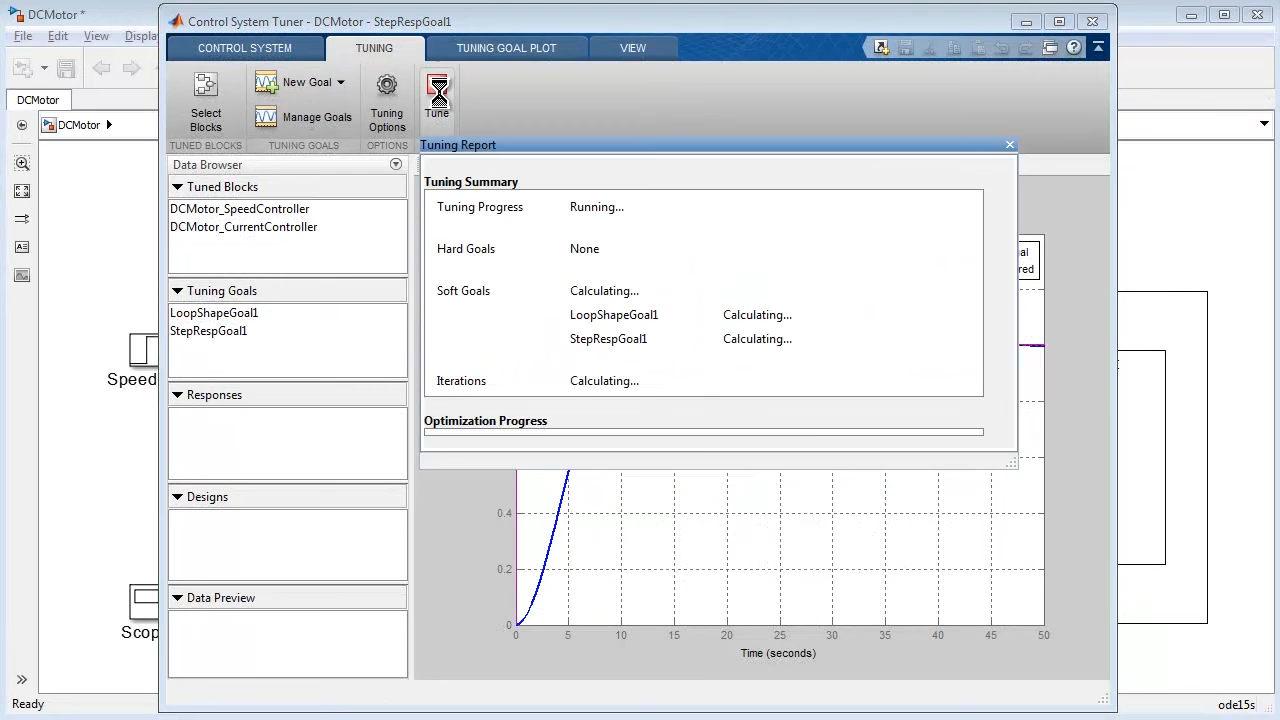 DCMotor *
Control System Tuner - DCMotor - StepRespGoal1
File Edit View Display
CONTROL SYSTEM TUNING TUNING GOAL PLOT VIEW
DCMotor
New Goal
Manage Goals
Select
Blocks
Tuning
Options
Tune
TUNED BLOCKS TUNING GOALS OPTIONS
DCMotor
Tuning Report
Data Browser
Tuned Blocks
DCMotor_SpeedController
DCMotor_CurrentController
Tuning Goals
LoopShapeGoal1
StepRespGoal1
Responses
Designs
Data Preview
Tuning Summary
Tuning Progress Running...
Hard Goals None
Soft Goals Calculating...
LoopShapeGoal1 Calculating...
StepRespGoal1 Calculating...
Iterations Calculating...
Optimization Progress
al
red
Speed
Scop
0.4
0.2
0
0 5 10 15 20 25 30 35 40 45 50
Time (seconds)
Ready
ode15s